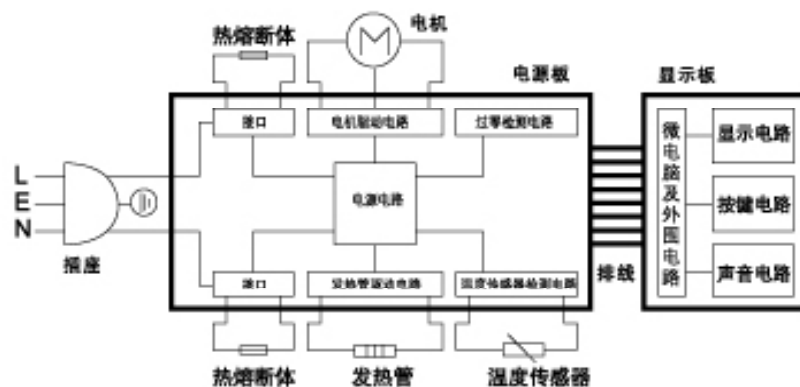 热熔断体
电机
电源板
显示板
接口
电机驱动电路
过零检测电路
微电脑及外围电路
显示电路
L
E
N
M
电源电路
按键电路
插座
接口
发热管驱动电路
温度传感器检测电路
排线
声音电路
热熔断体
发热管
温度传感器